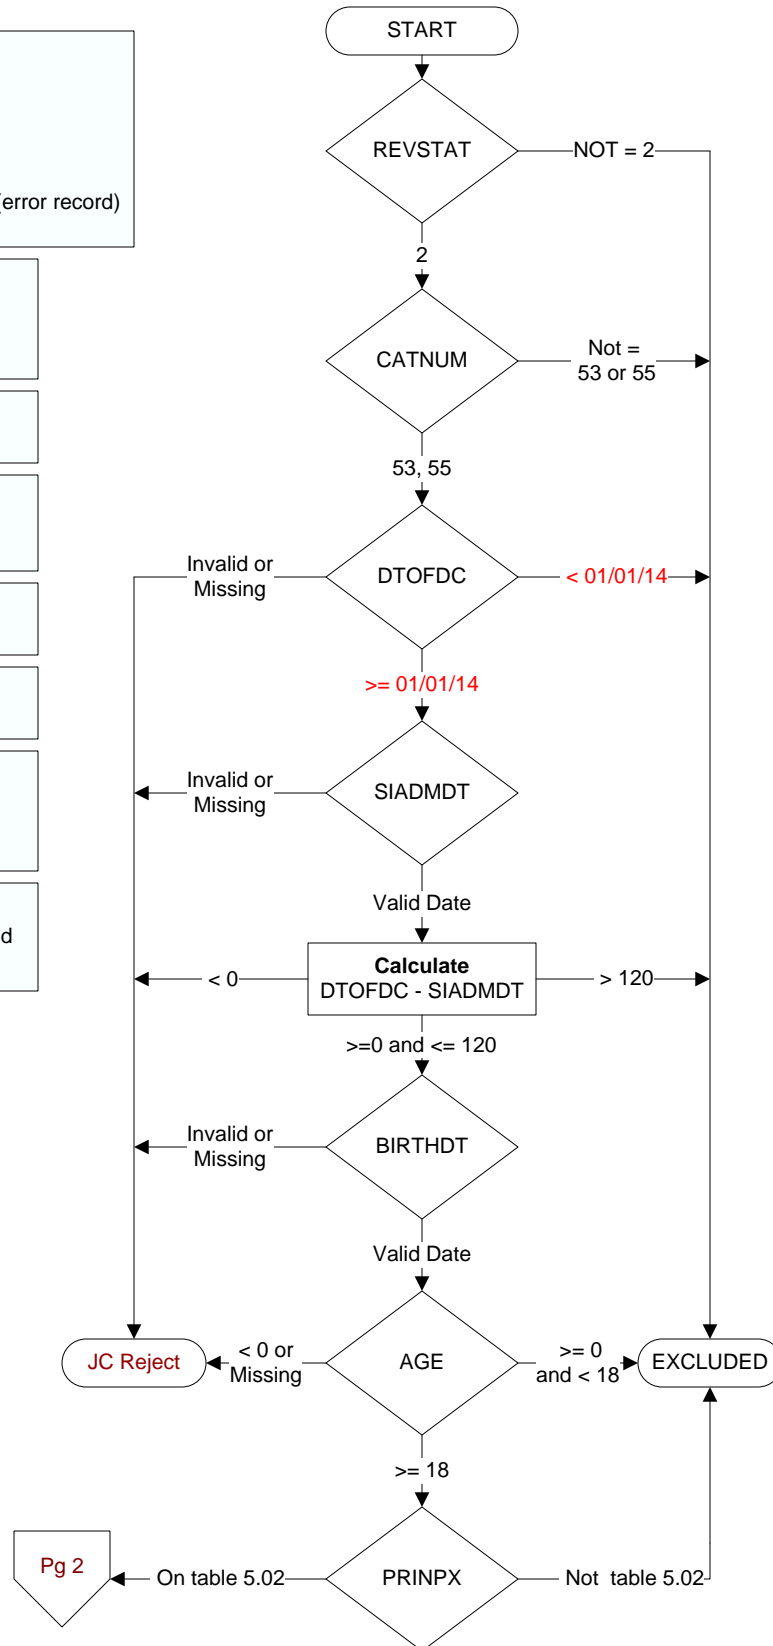 START
REVSTAT
NOT = 2
(error record)
2
CATNUM
Not =
53 or 55
53, 55
Invalid or
Missing
DTOFDC
< 01/01/14
>= 01/01/14
Invalid or
Missing
SIADMDT
Valid Date
d
< 0
Calculate
DTOFDC - SIADMDT
> 120
>=0 and <= 120
Invalid or
Missing
BIRTHDT
Valid Date
JC Reject
< 0 or
Missing
AGE
>= 0
and < 18
EXCLUDED
>= 18
Pg 2
On table 5.02
PRINPX
Not table 5.02